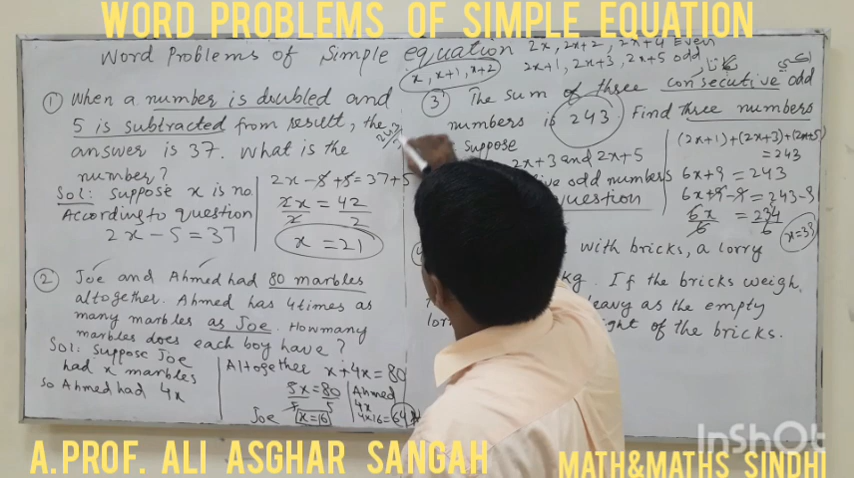 WORD PROBLEMS OF SIMPLE EQUATION
Word Problems of Simple equation
2x, 2x+2, 2x+4 Even
2x+1, 2x+3, 2x+5 odd
x, x+1, x+2
① When a number is doubled and
5 is subtracted from result, the
answer is 37. What is the
number?
Sol: Suppose x is no
According to question
2x - 5 = 37
2x - 5 + 5 = 37 + 5
2x/2 = 42/2
x = 21
② Joe and Ahmed had 80 marbles
altogether. Ahmed has 4 times as
many marbles as Joe. How many
marbles does each boy have?
Sol: Suppose Joe
had x marbles
So Ahmed had 4x
Altogether x + 4x = 80
5x/5 = 80/5
Joe x = 16
Ahmed
4x
4x16 = 64
③ The sum of three consecutive odd
numbers is 243. Find three numbers
243
Suppose
2x+3 and 2x+5
odd numbers
question
(2x+1)+(2x+3)+(2x+5)
= 243
6x + 9 = 243
6x + 9 - 9 = 243 - 9
6x/6 = 234/6
with bricks, a lorry
kg. If the bricks weigh
heavy as the empty
of the bricks.
A.PROF. ALI ASGHAR SANGAH
MATH&MATHS SINDHI
InShOt